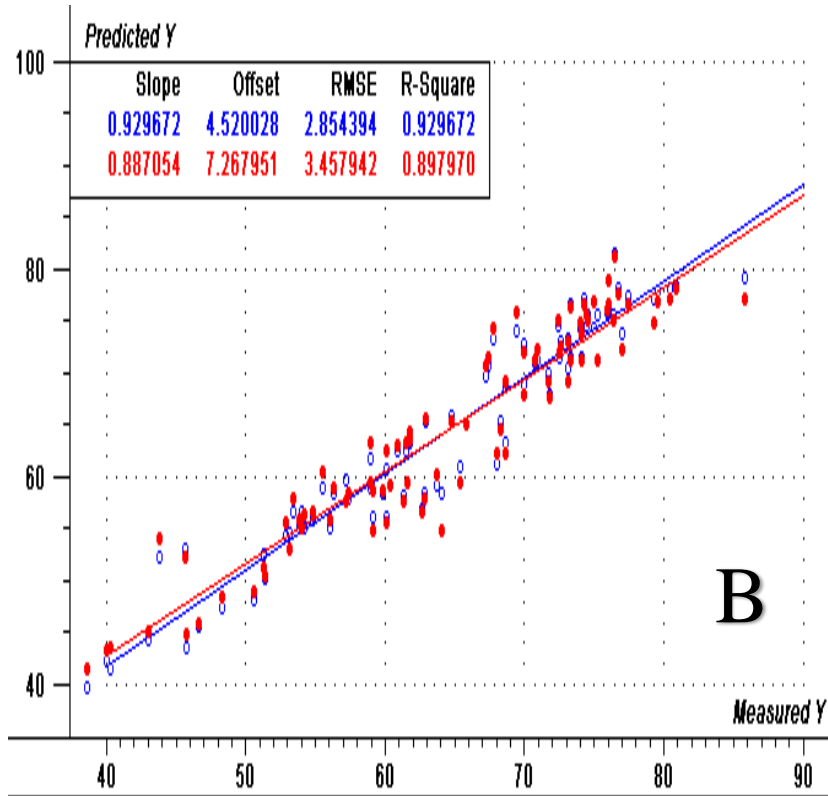 Predicted Y
100
Slope Offset RMSE R-Square
0.929672 4.520028 2.854394 0.929672
0.887054 7.267951 3.457942 0.897970
80
60
B
40
Measured Y
40 50 60 70 80 90